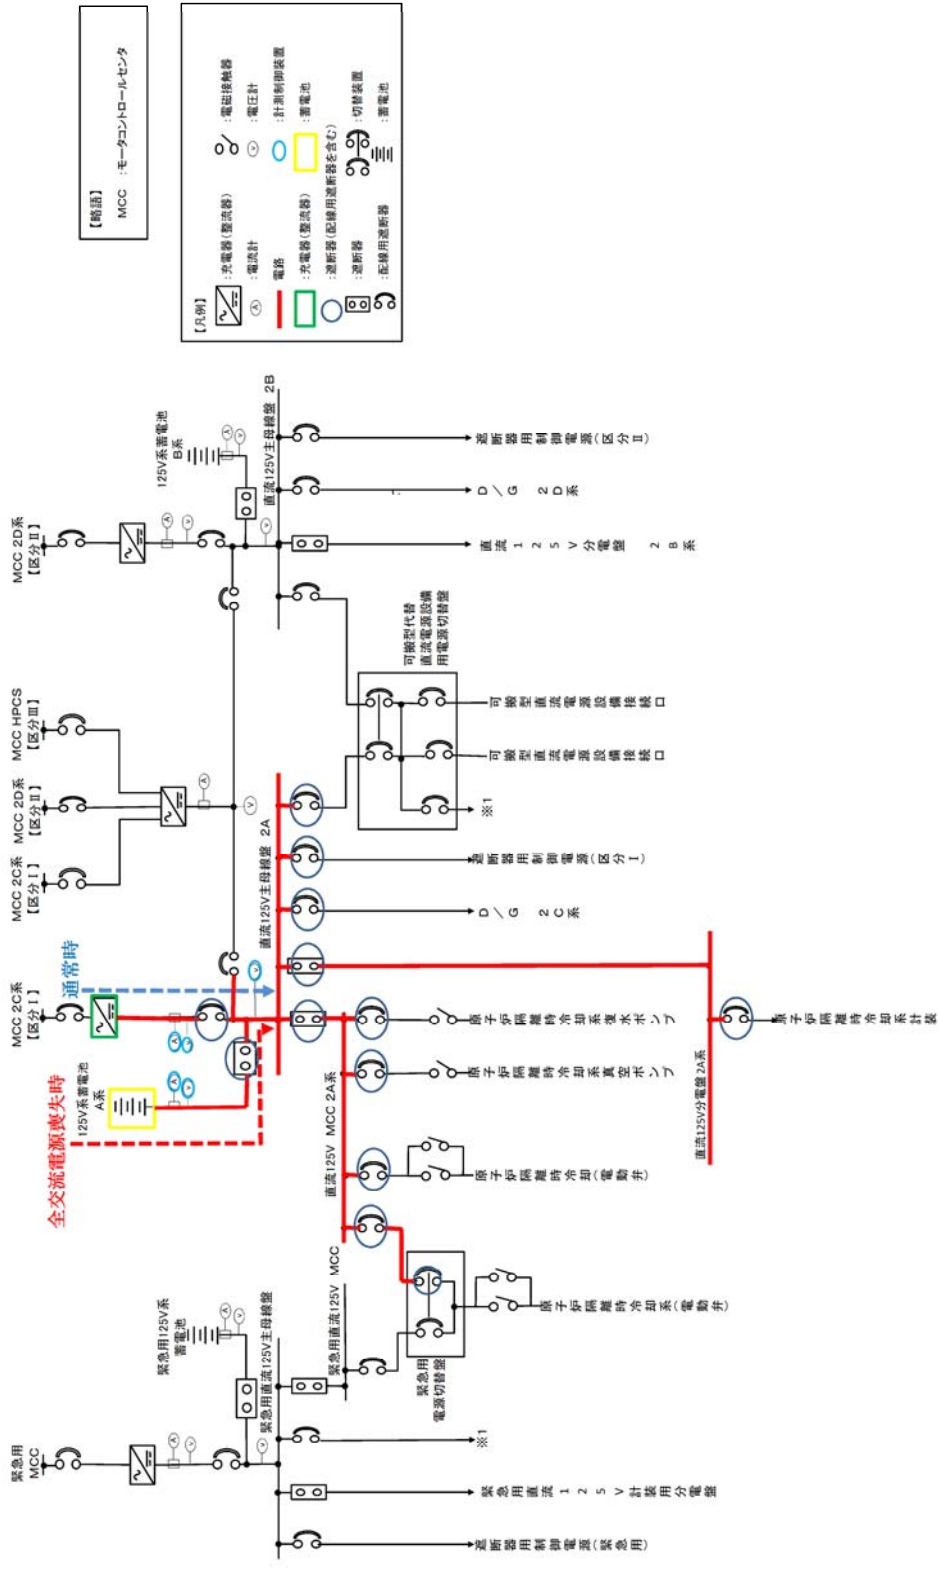 【略語】
MCC ：モータコントロールセンタ
【凡例】
：充電器(整流器)
：電磁接触器
A
：電流計
V
：電圧計
電路
：計測制御装置
：充電器(整流器)
：蓄電池
：遮断器(配線用遮断器を含む)
：遮断器
：切替装置
：配線用遮断器
：蓄電池
緊急用
MCC
緊急用125V系
蓄電池
全交流電源喪失時
125V系蓄電池
A系
MCC 2C系
【区分Ⅰ】
通常時
MCC 2C系
【区分Ⅰ】
MCC 2D系
【区分Ⅱ】
MCC HPCS
【区分Ⅲ】
MCC 2D系
【区分Ⅱ】
125V系蓄電池
B系
緊急用直流125V主母線盤
直流125V主母線盤 2A
直流125V主母線盤 2B
緊急用直流125V MCC
直流125V MCC 2A系
可搬型代替
直流電源設備
用電源切替盤
緊急用
電源切替盤
遮断器用制御電源(緊急用)
緊急用直流125V計装用分電盤
※1
原子炉隔離時冷却系(電動弁)
原子炉隔離時冷却(電動弁)
原子炉隔離時冷却系真空ポンプ
原子炉隔離時冷却系復水ポンプ
D／G 2C系
遮断器用制御電源(区分Ⅰ)
※1
可搬型直流電源設備接続口
可搬型直流電源設備接続口
直流125V分電盤 2B系
D／G 2D系
遮断器用制御電源(区分Ⅱ)
直流125V分電盤 2A系
原子炉隔離時冷却系計装